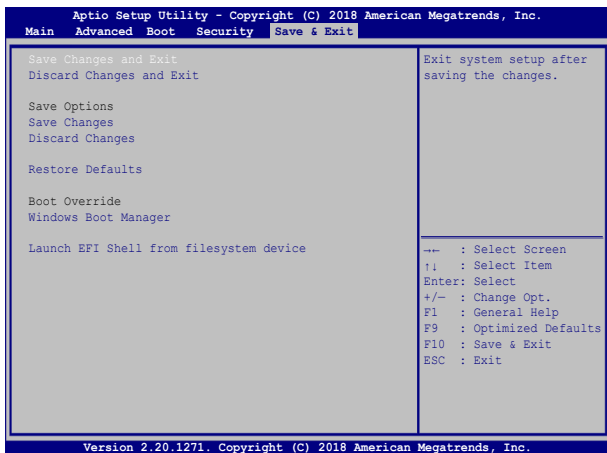 Aptio Setup Utility - Copyright (C) 2018 American Megatrends, Inc.
Main Advanced Boot Security Save & Exit
Save Changes and Exit
Discard Changes and Exit
Save Options
Save Changes
Discard Changes
Restore Defaults
Boot Override
Windows Boot Manager
Launch EFI Shell from filesystem device
Exit system setup after
saving the changes.
→← : Select Screen
↑↓ : Select Item
Enter: Select
+/— : Change Opt.
F1 : General Help
F9 : Optimized Defaults
F10 : Save & Exit
ESC : Exit
Version 2.20.1271. Copyright (C) 2018 American Megatrends, Inc.